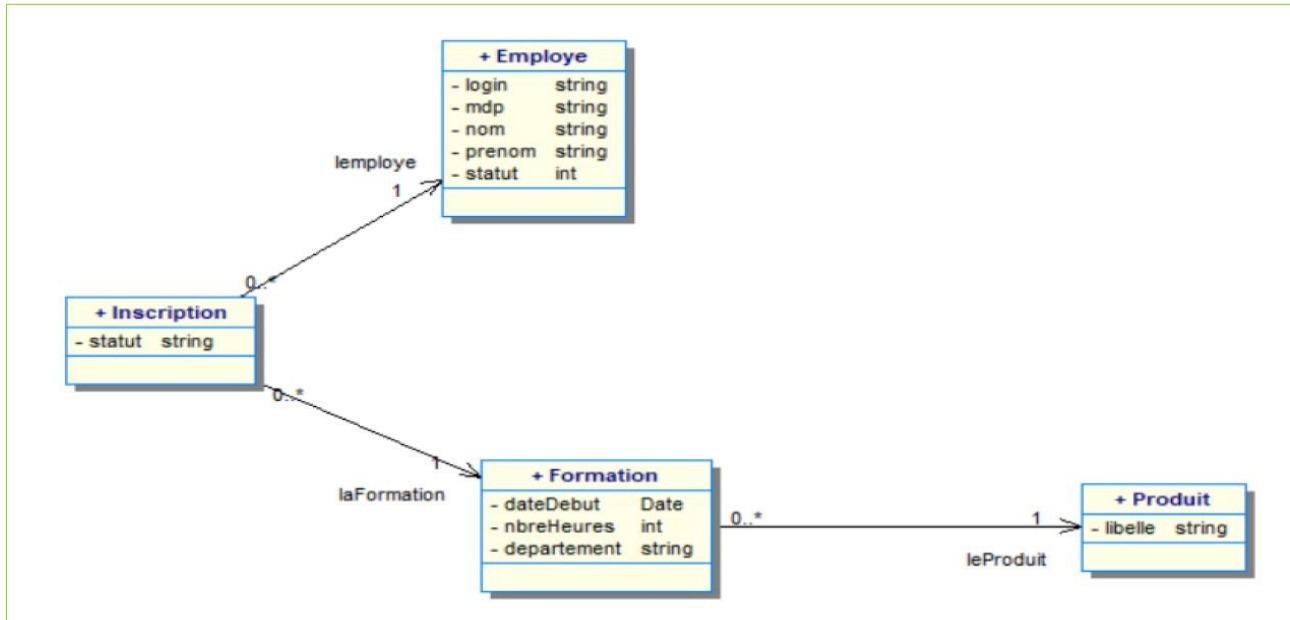 + Employe
- login string
- mdp string
- nom string
- prenom string
- statut int
lemploye
1
0..*
+ Inscription
- statut string
0..*
1
laFormation
+ Formation
- dateDebut Date
- nbreHeures int
- departement string
0..*
1
leProduit
+ Produit
- libelle string